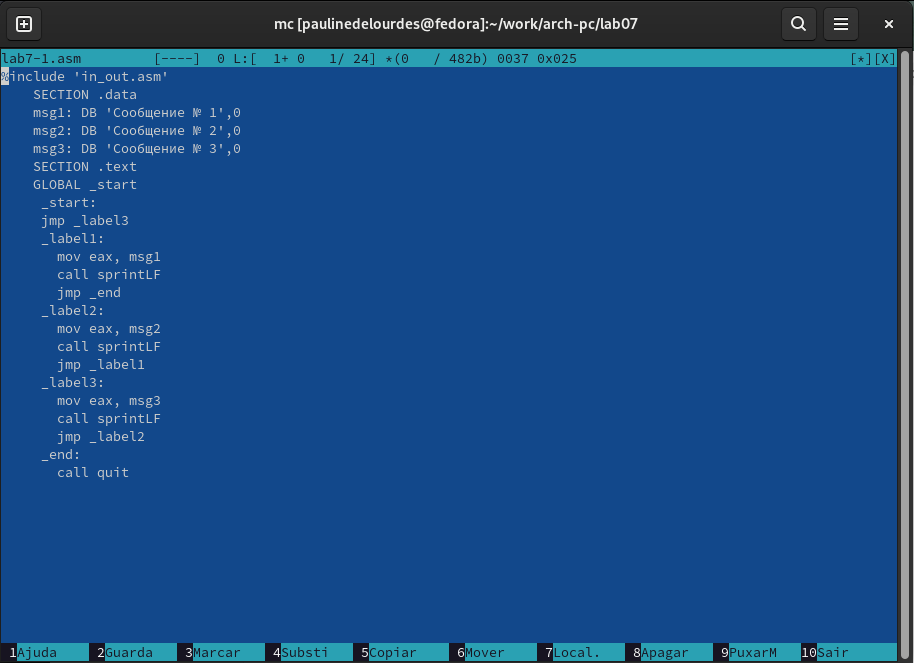 mc [paulinedelourdes@fedora]:~/work/arch-pc/lab07
lab7-1.asm [----] 0 L:[ 1+ 0 1/ 24] *(0 / 482b) 0037 0x025 [*][X]
%include 'in_out.asm'
SECTION .data
msg1: DB 'Сообщение № 1',0
msg2: DB 'Сообщение № 2',0
msg3: DB 'Сообщение № 3',0
SECTION .text
GLOBAL _start
_start:
jmp _label3
_label1:
mov eax, msg1
call sprintLF
jmp _end
_label2:
mov eax, msg2
call sprintLF
jmp _label1
_label3:
mov eax, msg3
call sprintLF
jmp _label2
_end:
call quit
1Ajuda 2Guarda 3Marcar 4Substi 5Copiar 6Mover 7Local. 8Apagar 9PuxarM 10Sair